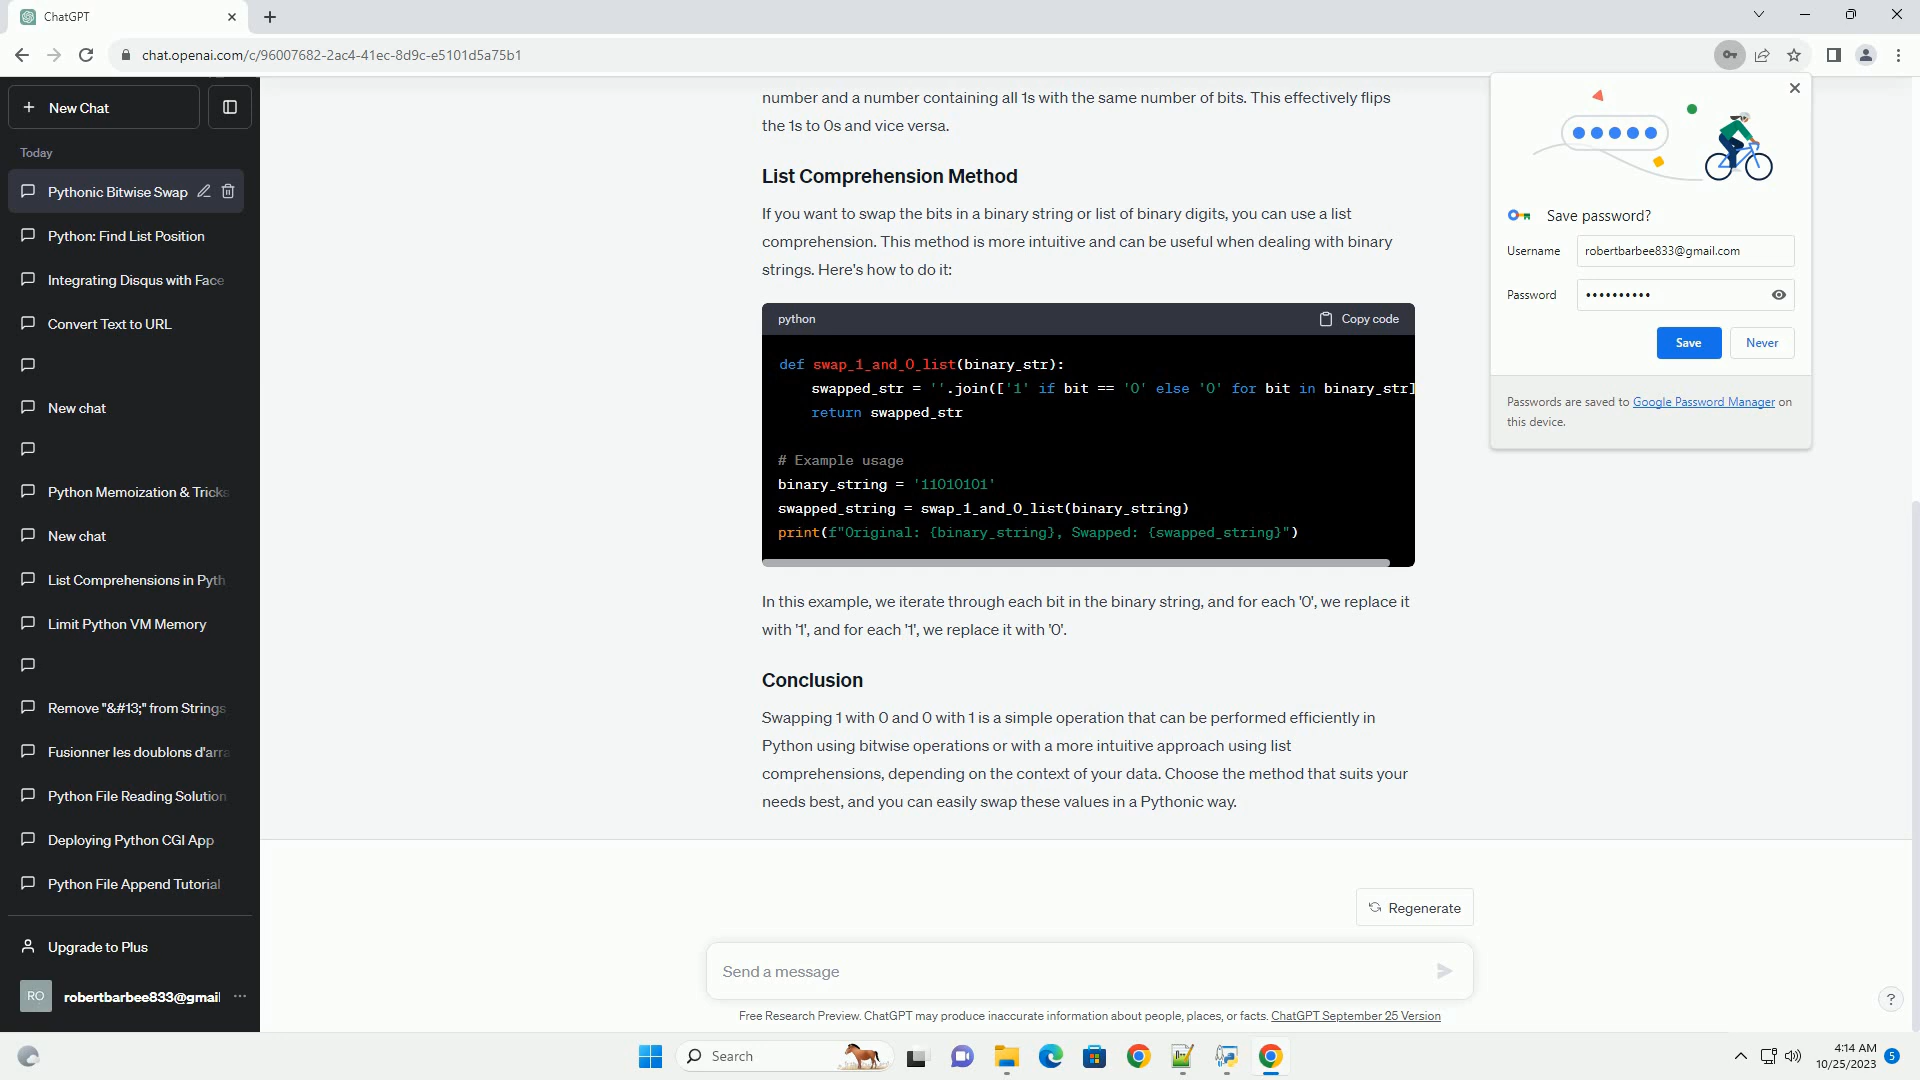 ChatGPT
chat.openai.com/c/96007682-2ac4-41ec-8d9c-e5101d5a75b1
New Chat
Today
Pythonic Bitwise Swap
Python: Find List Position
Integrating Disqus with Face
Convert Text to URL
New chat
Python Memoization & Tricks
New chat
List Comprehensions in Pyth
Limit Python VM Memory
Remove "&#13;" from Strings
Fusionner les doublons d'arra
Python File Reading Solution
Deploying Python CGI App
Python File Append Tutorial
Upgrade to Plus
RO robertbarbee833@gmail
number and a number containing all 1s with the same number of bits. This effectively flips
the 1s to 0s and vice versa.
List Comprehension Method
If you want to swap the bits in a binary string or list of binary digits, you can use a list
comprehension. This method is more intuitive and can be useful when dealing with binary
strings. Here's how to do it:
python Copy code
def swap_1_and_0_list(binary_str):
    swapped_str = ''.join(['1' if bit == '0' else '0' for bit in binary_str]
    return swapped_str
# Example usage
binary_string = '11010101'
swapped_string = swap_1_and_0_list(binary_string)
print(f"Original: {binary_string}, Swapped: {swapped_string}")
In this example, we iterate through each bit in the binary string, and for each '0', we replace it
with '1', and for each '1', we replace it with '0'.
Conclusion
Swapping 1 with 0 and 0 with 1 is a simple operation that can be performed efficiently in
Python using bitwise operations or with a more intuitive approach using list
comprehensions, depending on the context of your data. Choose the method that suits your
needs best, and you can easily swap these values in a Pythonic way.
Regenerate
Send a message
Free Research Preview. ChatGPT may produce inaccurate information about people, places, or facts. ChatGPT September 25 Version
Save password?
Username robertbarbee833@gmail.com
Password ••••••••••
Save Never
Passwords are saved to Google Password Manager on
this device.
?
Search
4:14 AM
10/25/2023
5